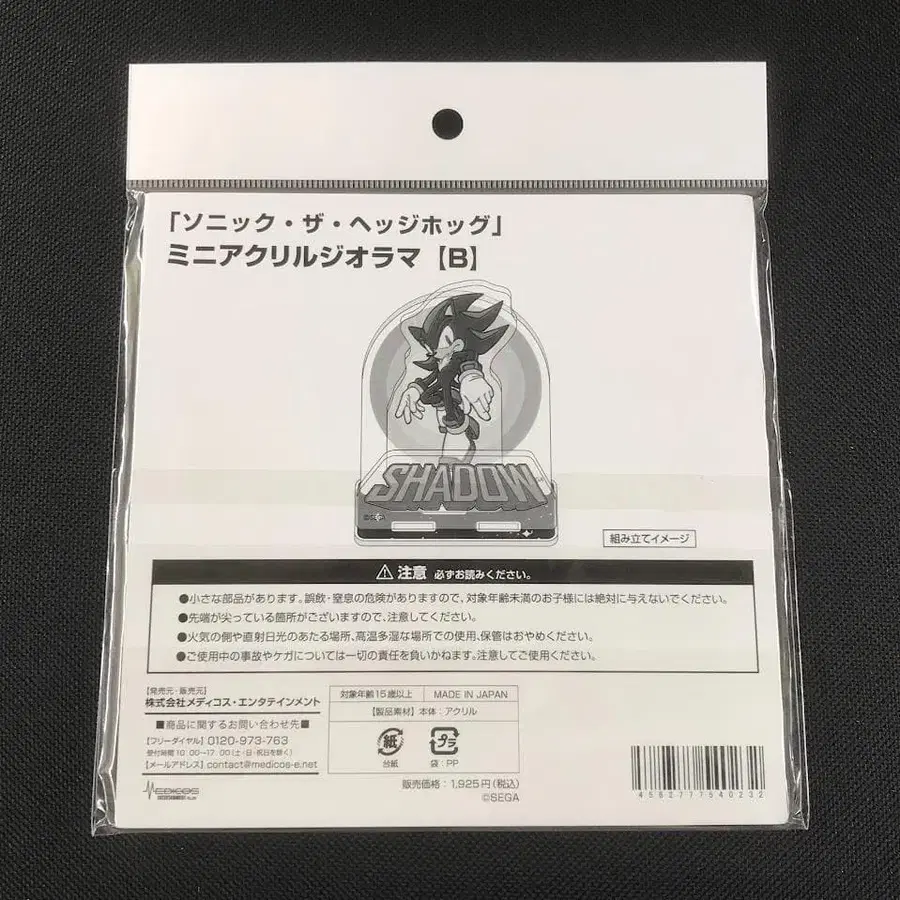 「ソニック・ザ・ヘッジホッグ」
ミニアクリルジオラマ【B】
SHADOW
©SEGA
組み立てイメージ
注意 必ずお読みください。
●小さな部品があります。誤飲・窒息の危険がありますので、対象年齢未満のお子様には絶対に与えないでください。
●先端が尖っている箇所がございますので、注意してください。
●火気の側や直射日光のあたる場所、高温多湿な場所での使用、保管はおやめください。
●ご使用中の事故やケガについては一切の責任を負いかねます。注意してご使用ください。
【発売元・販売元】
株式会社メディコス・エンタテインメント
■商品に関するお問い合わせ先■
【フリーダイヤル】0120-973-763
受付時間10:00~17:00(土・日・祝日を除く)
【メールアドレス】contact@medicos-e.net
MEDICOS
ENTERTAINMENT
対象年齢15歳以上 MADE IN JAPAN
【製品素材】本体:アクリル
紙 プラ
台紙 袋:PP
販売価格:1,925円(税込)
©SEGA
4582777540232